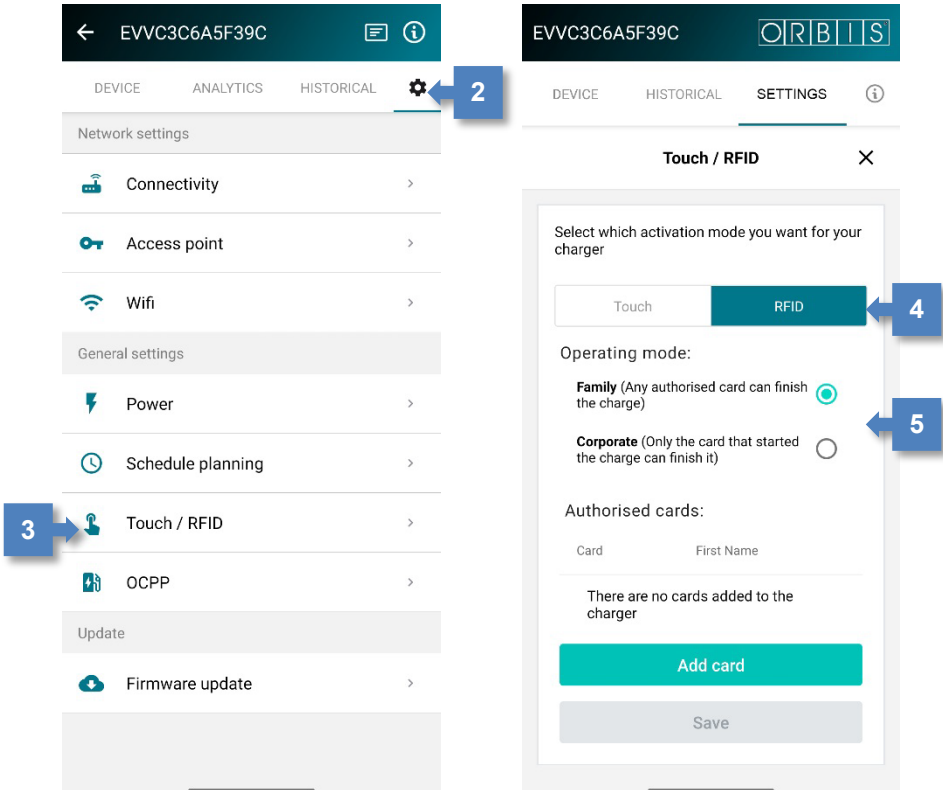 EVVC3C6A5F39C
DEVICE ANALYTICS HISTORICAL
2
Network settings
Connectivity
Access point
Wifi
General settings
Power
Schedule planning
3
Touch / RFID
OCPP
Update
Firmware update
EVVC3C6A5F39C ORBIS
DEVICE HISTORICAL SETTINGS
Touch / RFID
Select which activation mode you want for your
charger
Touch RFID
4
Operating mode:
Family (Any authorised card can finish
the charge)
5
Corporate (Only the card that started
the charge can finish it)
Authorised cards:
Card First Name
There are no cards added to the
charger
Add card
Save